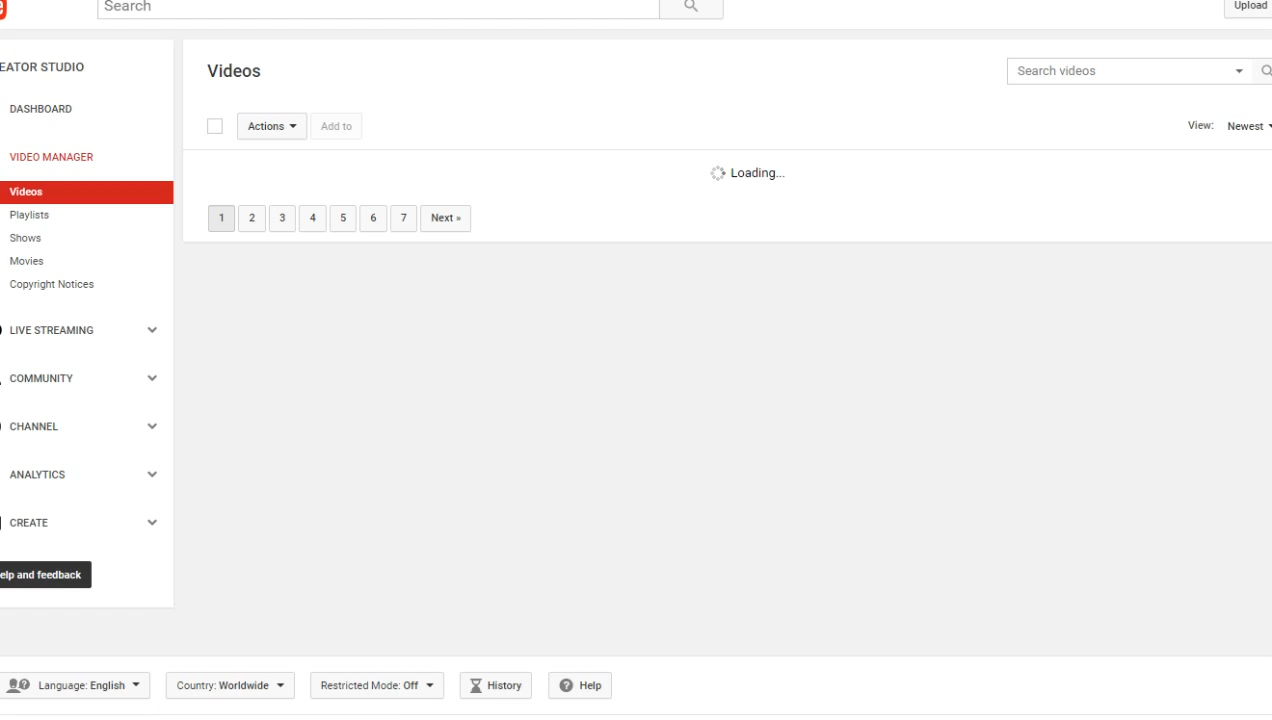 Search
Upload
EATOR STUDIO
DASHBOARD
VIDEO MANAGER
Videos
Playlists
Shows
Movies
Copyright Notices
LIVE STREAMING
COMMUNITY
CHANNEL
ANALYTICS
CREATE
elp and feedback
Videos
Search videos
Actions
Add to
View: Newest
Loading...
1 2 3 4 5 6 7 Next »
Language: English
Country: Worldwide
Restricted Mode: Off
History
Help